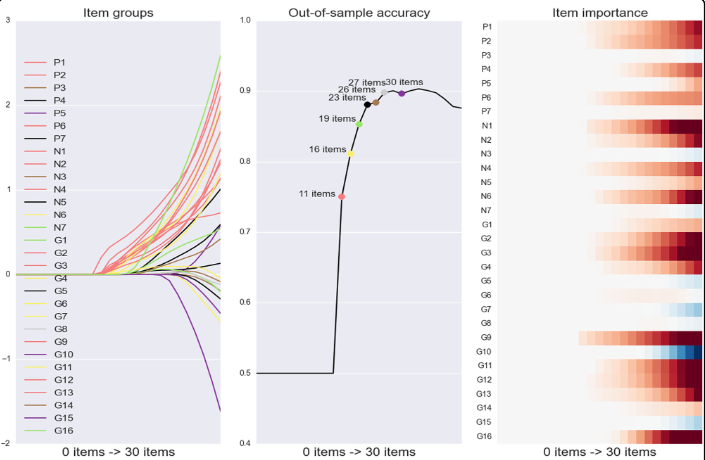 Item groups
3
2
1
0
−1
−2
P1
P2
P3
P4
P5
P6
P7
N1
N2
N3
N4
N5
N6
N7
G1
G2
G3
G4
G5
G6
G7
G8
G9
G10
G11
G12
G13
G14
G15
G16
0 items -> 30 items
Out-of-sample accuracy
1.0
0.9
0.8
0.7
0.6
0.5
0.4
27 items
30 items
26 items
23 items
19 items
16 items
11 items
0 items -> 30 items
Item importance
P1
P2
P3
P4
P5
P6
P7
N1
N2
N3
N4
N5
N6
N7
G1
G2
G3
G4
G5
G6
G7
G8
G9
G10
G11
G12
G13
G14
G15
G16
0 items -> 30 items